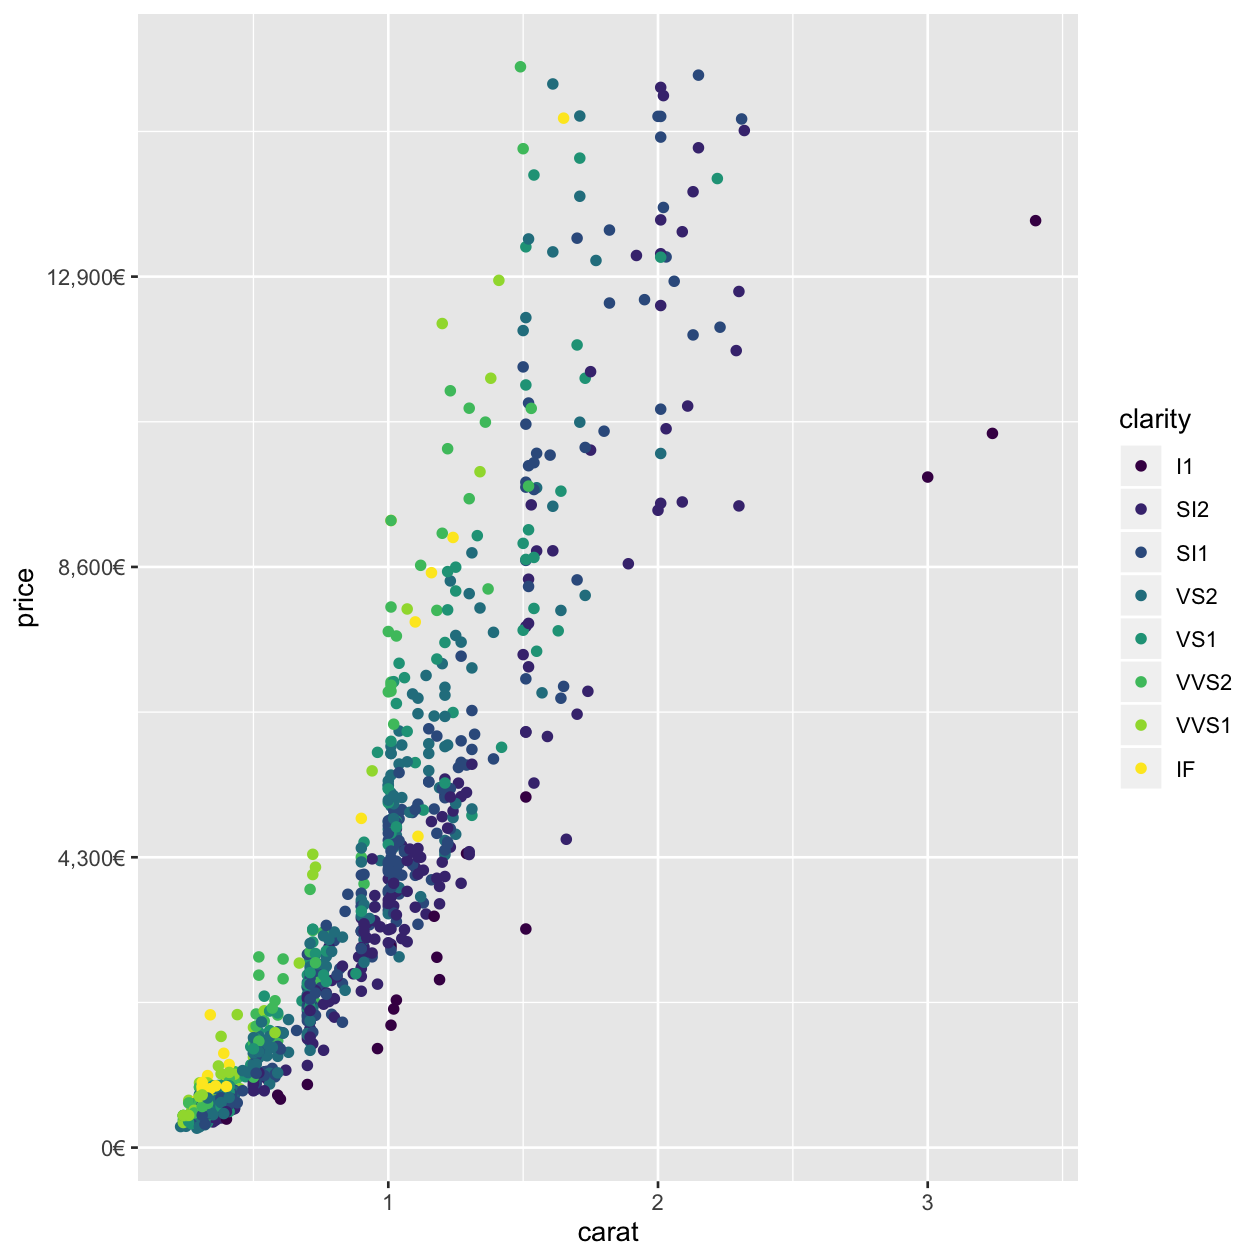 12,900€
8,600€
4,300€
0€
price
1
2
3
carat
clarity
I1
SI2
SI1
VS2
VS1
VVS2
VVS1
IF